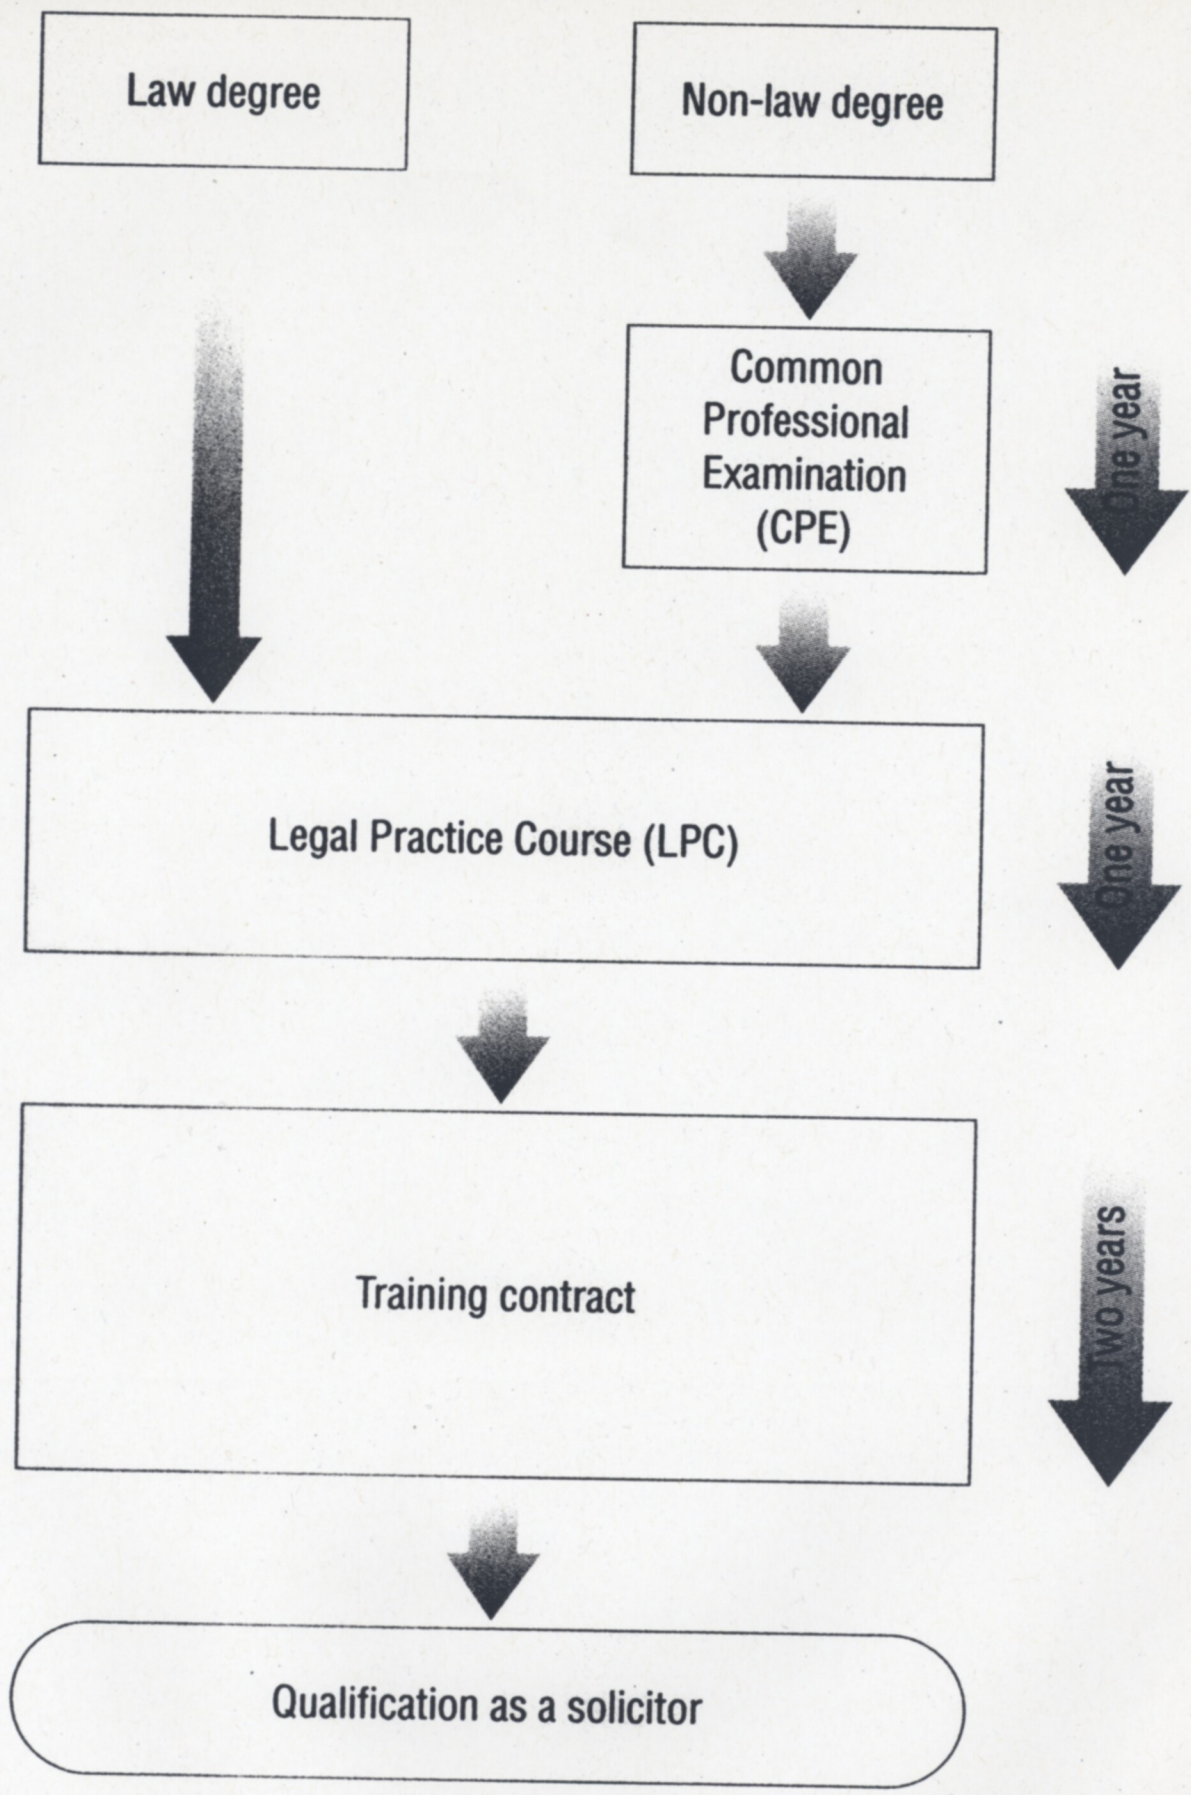 Law degree
Non-law degree
Common
Professional
Examination
(CPE)
One year
Legal Practice Course (LPC)
One year
Training contract
Two years
Qualification as a solicitor